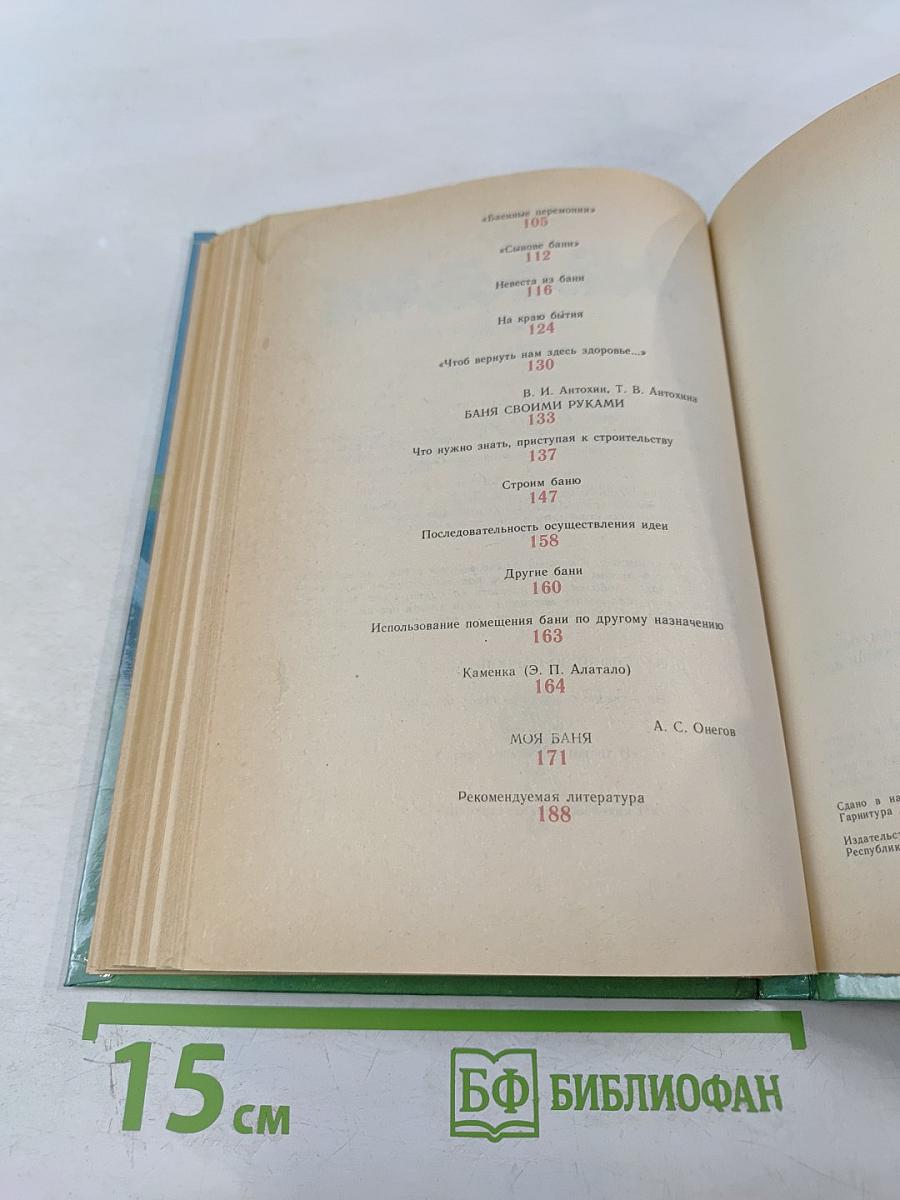 «Баенные церемонии»
105
«Сынове бани»
112
Невеста из бани
116
На краю бытия
124
«Чтоб вернуть нам здесь здоровье...»
130
В. И. Антохин, Т. В. Антохина
БАНЯ СВОИМИ РУКАМИ
133
Что нужно знать, приступая к строительству
137
Строим баню
147
Последовательность осуществления идеи
158
Другие бани
160
Использование помещения бани по другому назначению
163
Каменка (Э. П. Алатало)
164
А. С. Онегов
МОЯ БАНЯ
171
Рекомендуемая литература
188
Сдано в на
Гарнитура
Издательст
Республик
15 см
БФ БИБЛИОФАН